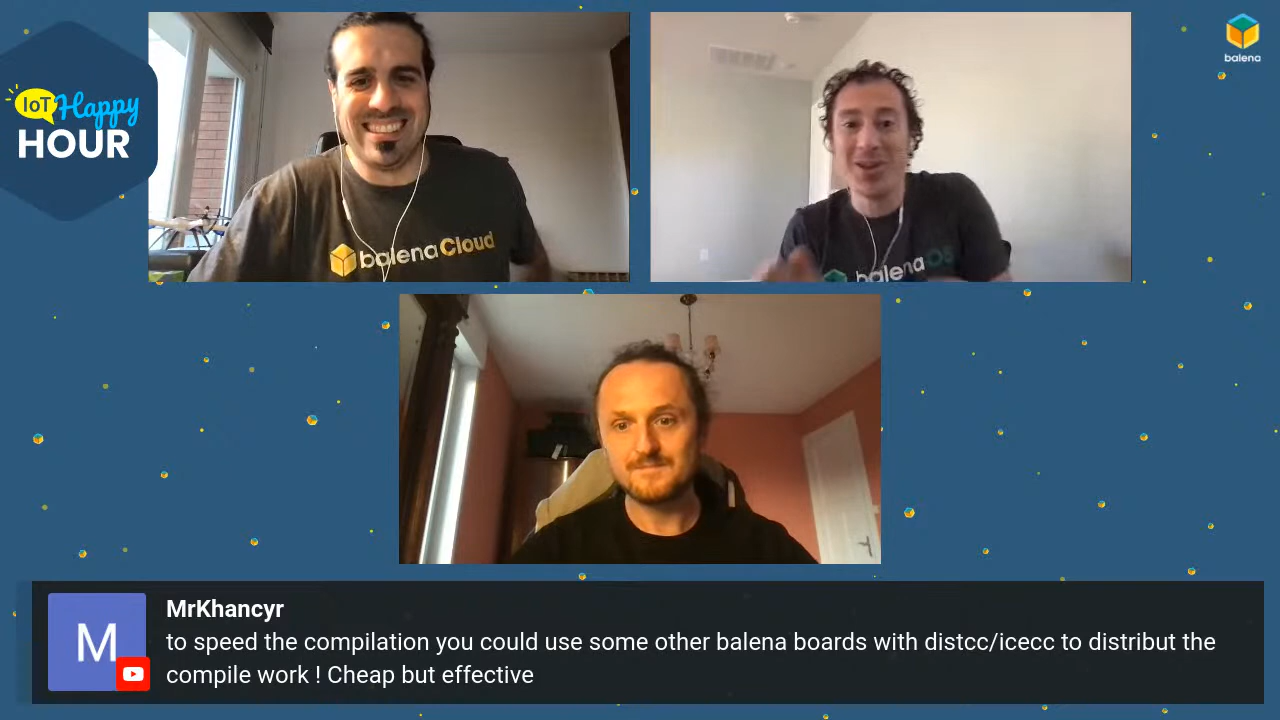 IoT Happy
HOUR
balena
balenaCloud
balenaOS
MrKhancyr
M
to speed the compilation you could use some other balena boards with distcc/icecc to distribut the
compile work ! Cheap but effective